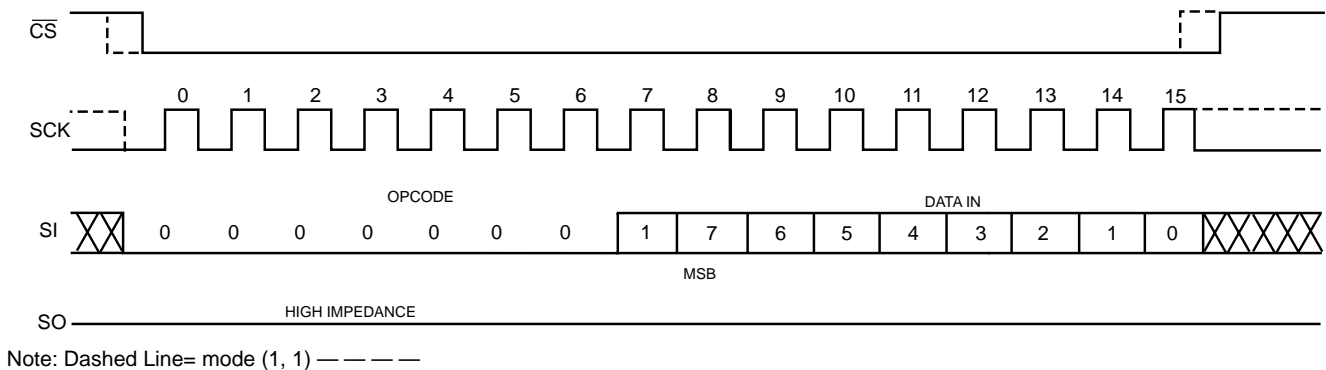 CS
0 1 2 3 4 5 6 7 8 9 10 11 12 13 14 15
SCK
OPCODE
DATA IN
SI 0 0 0 0 0 0 0 1 7 6 5 4 3 2 1 0
MSB
HIGH IMPEDANCE
SO
Note: Dashed Line= mode (1, 1) — — — —